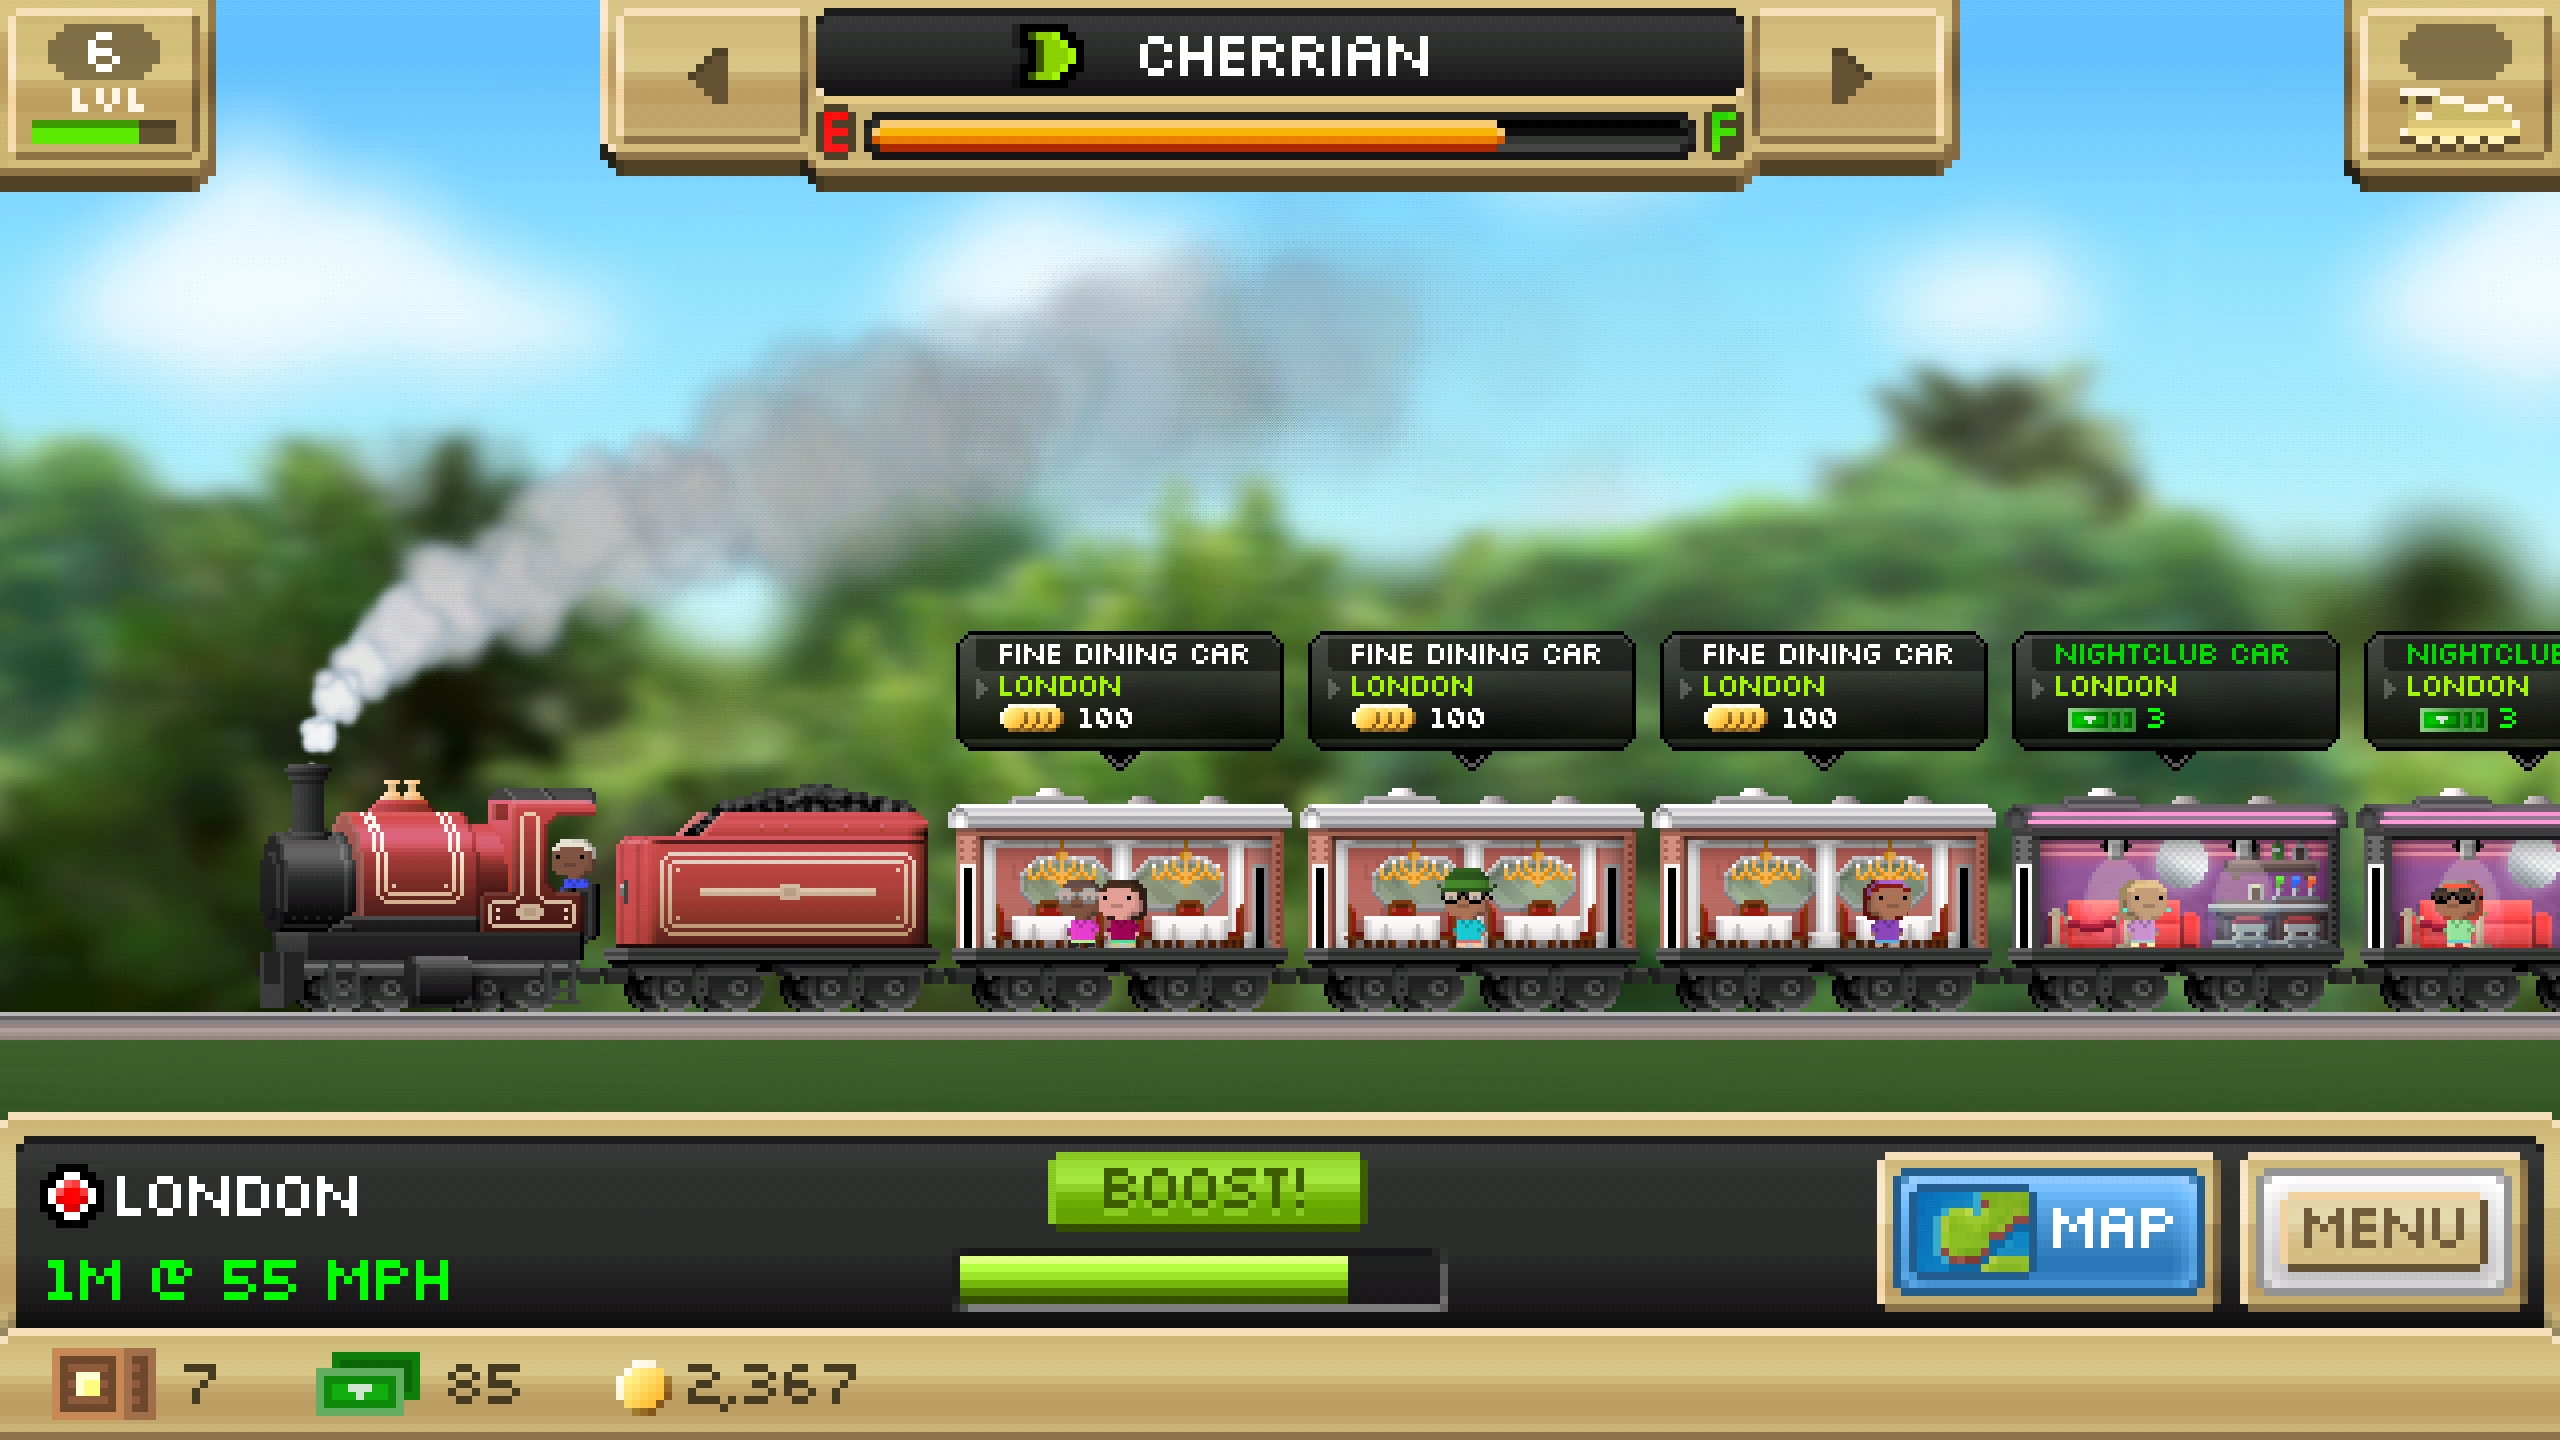 6
LVL
CHERRIAN
E F
FINE DINING CAR
LONDON
100
FINE DINING CAR
LONDON
100
FINE DINING CAR
LONDON
100
NIGHTCLUB CAR
LONDON
3
NIGHTCLUB
LONDON
3
LONDON
1M @ 55 MPH
BOOST!
MAP
MENU
7 85 2,367